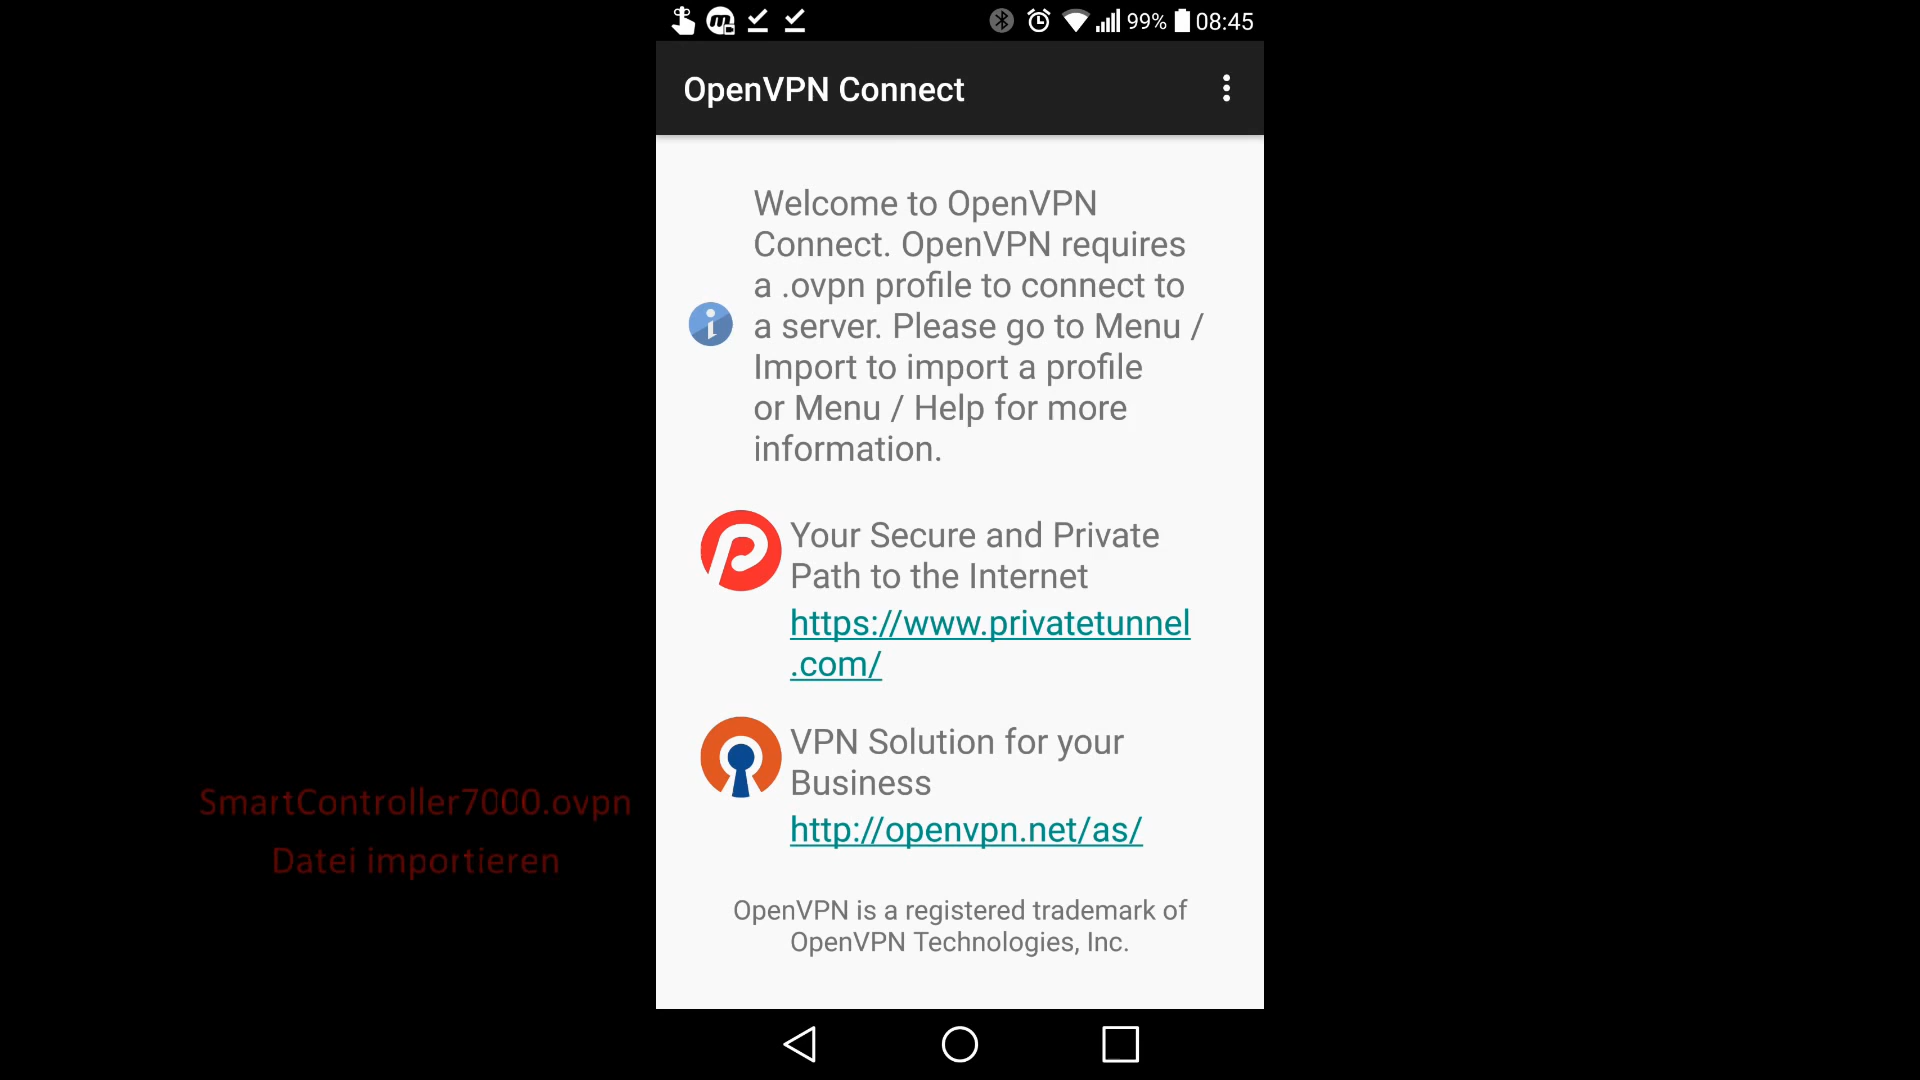 99% 08:45
OpenVPN Connect
Welcome to OpenVPN
Connect. OpenVPN requires
a .ovpn profile to connect to
a server. Please go to Menu /
Import to import a profile
or Menu / Help for more
information.
Your Secure and Private
Path to the Internet
https://www.privatetunnel
.com/
VPN Solution for your
Business
http://openvpn.net/as/
OpenVPN is a registered trademark of
OpenVPN Technologies, Inc.
SmartController7000.ovpn
Datei importieren